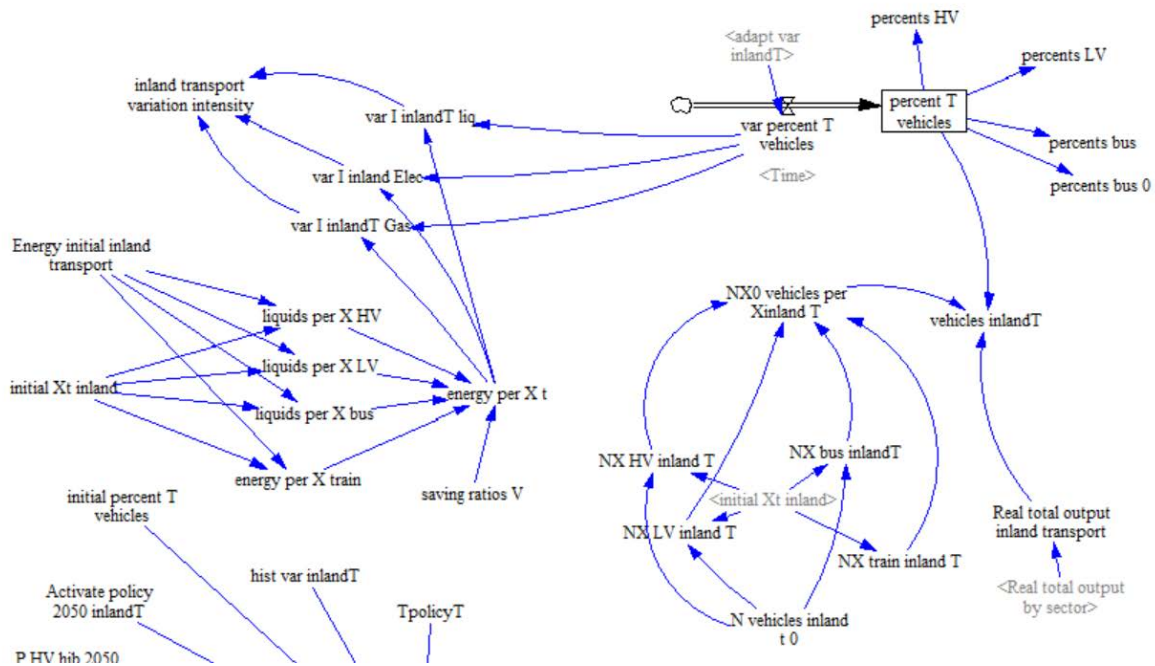 percents HV
<adapt var
inlandT>
percents LV
inland transport
variation intensity
percent T
vehicles
var I inlandT liq
var percent T
vehicles
percents bus
<Time>
var I inland Elec
percents bus 0
var I inlandT Gas
Energy initial inland
transport
NX0 vehicles per
Xinland T
liquids per X HV
vehicles inlandT
liquids per X LV
initial Xt inland
energy per X t
liquids per X bus
NX HV inland T
NX bus inlandT
energy per X train
saving ratios V
<initial Xt inland>
initial percent T
vehicles
Real total output
inland transport
NX LV inland T
NX train inland T
hist var inlandT
Activate policy
2050 inlandT
TpolicyT
<Real total output
by sector>
N vehicles inland
t 0
P HV hib 2050